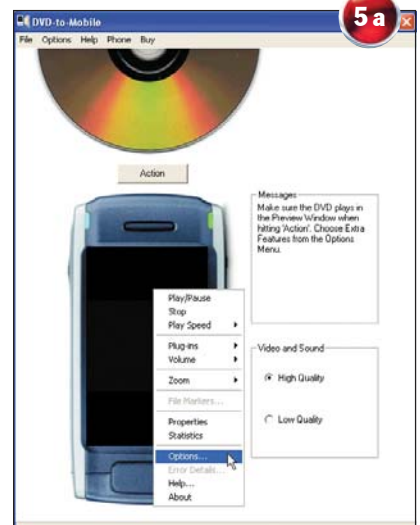 5a
DVD-to-Mobile
File Options Help Phone Buy
Action
Messages
Make sure the DVD plays in
the Preview Window when
hitting 'Action'. Choose Extra
Features from the Options
Menu.
Play/Pause
Stop
Play Speed
Plug-ins
Volume
Zoom
File Markers...
Properties
Statistics
Options...
Error Details...
Help...
About
Video and Sound
High Quality
Low Quality